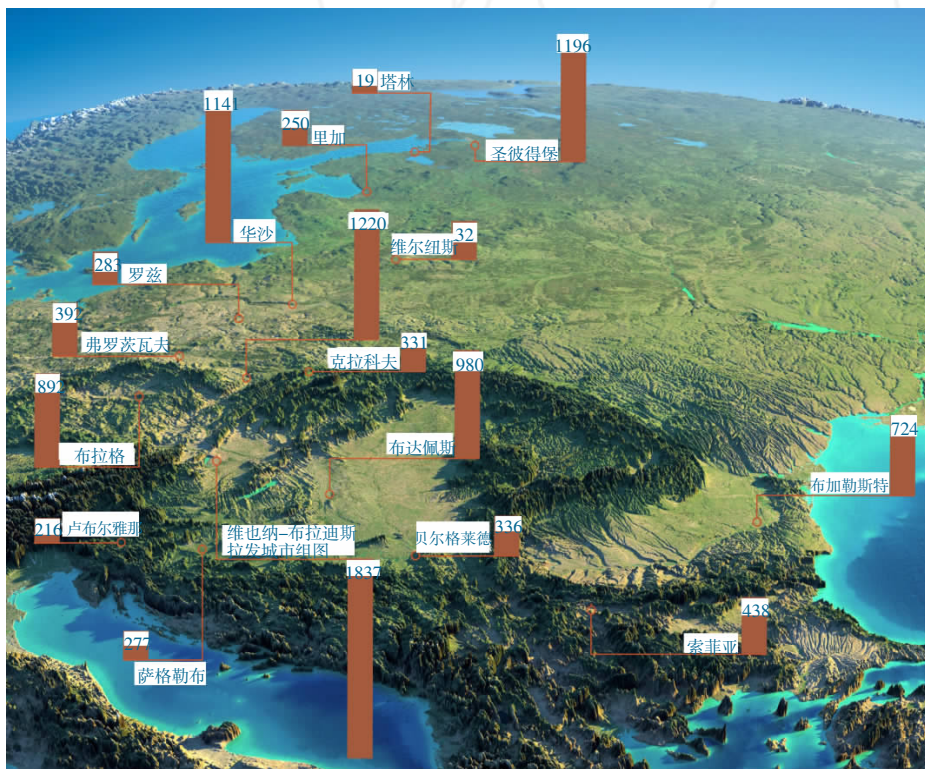 1196
19 塔林
1141
250
里加
圣彼得堡
1220
华沙
维尔纽斯
32
283
罗兹
392
弗罗茨瓦夫
克拉科夫
331
980
892
724
布拉格
布达佩斯
布加勒斯特
216
卢布尔雅那
维也纳–布拉迪斯
拉发城市组图
贝尔格莱德
336
1837
438
277
索菲亚
萨格勒布